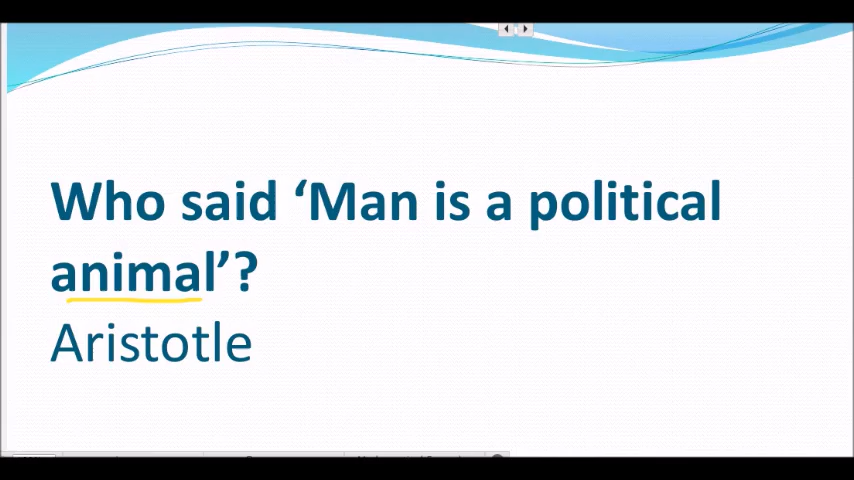 Who said ‘Man is a political
animal’?
Aristotle